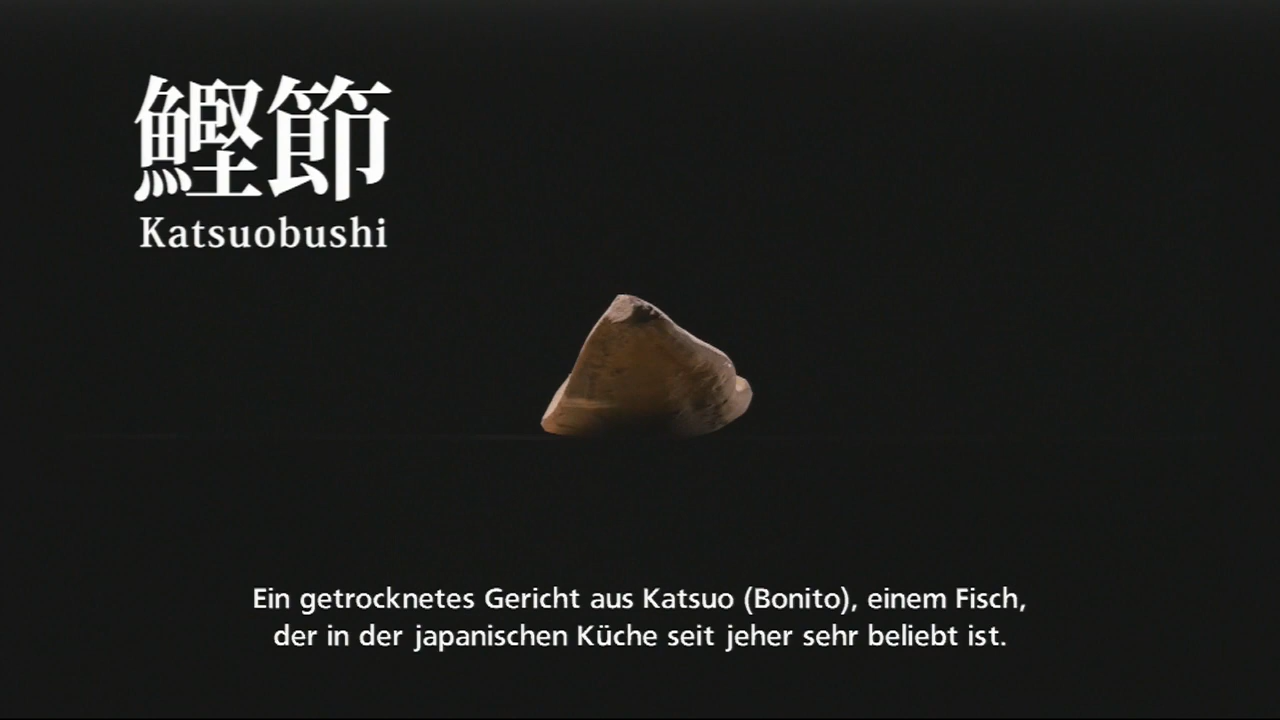 鰹節
Katsuobushi
Ein getrocknetes Gericht aus Katsuo (Bonito), einem Fisch,
der in der japanischen Küche seit jeher sehr beliebt ist.